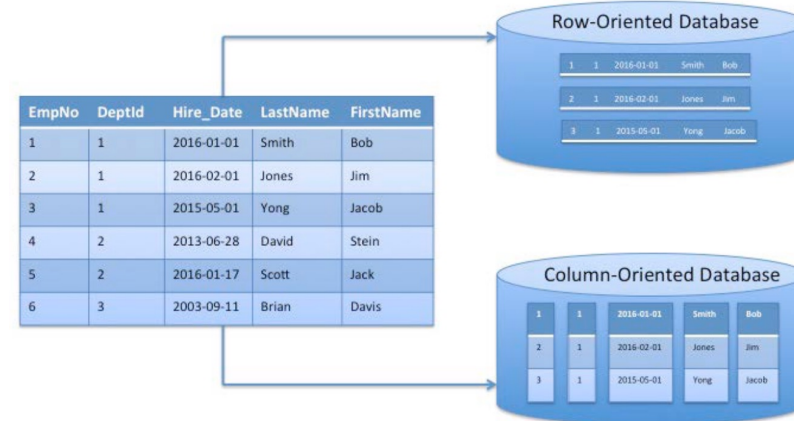 Row-Oriented Database
1 1 2016-01-01 Smith Bob
2 1 2016-02-01 Jones Jim
3 1 2015-05-01 Yong Jacob
EmpNo DeptId Hire_Date LastName FirstName
1 1 2016-01-01 Smith Bob
2 1 2016-02-01 Jones Jim
3 1 2015-05-01 Yong Jacob
4 2 2013-06-28 David Stein
5 2 2016-01-17 Scott Jack
6 3 2003-09-11 Brian Davis
Column-Oriented Database
1 1 2016-01-01 Smith Bob
2 1 2016-02-01 Jones Jim
3 1 2015-05-01 Yong Jacob